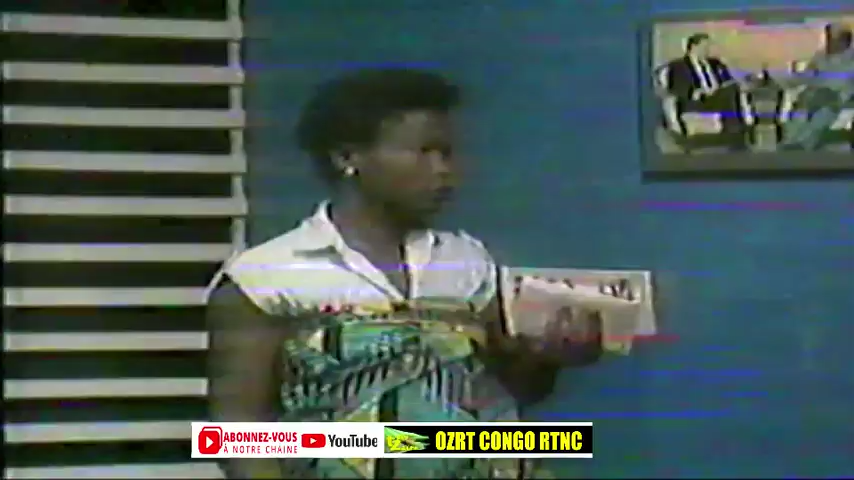 ABONNEZ-VOUS
À NOTRE CHAINE
YouTube
OZRT CONGO RTNC